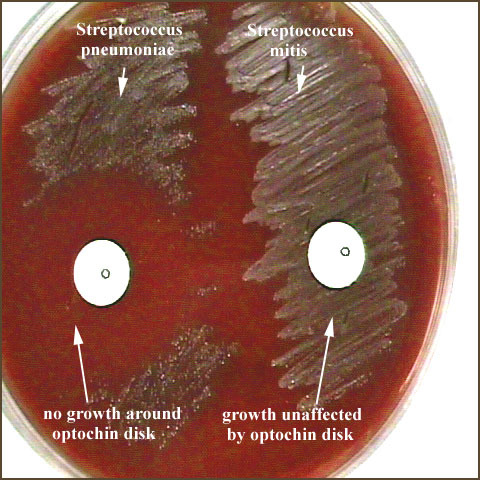 Streptococcus
pneumoniae
Streptococcus
mitis
no growth around
optochin disk
growth unaffected
by optochin disk